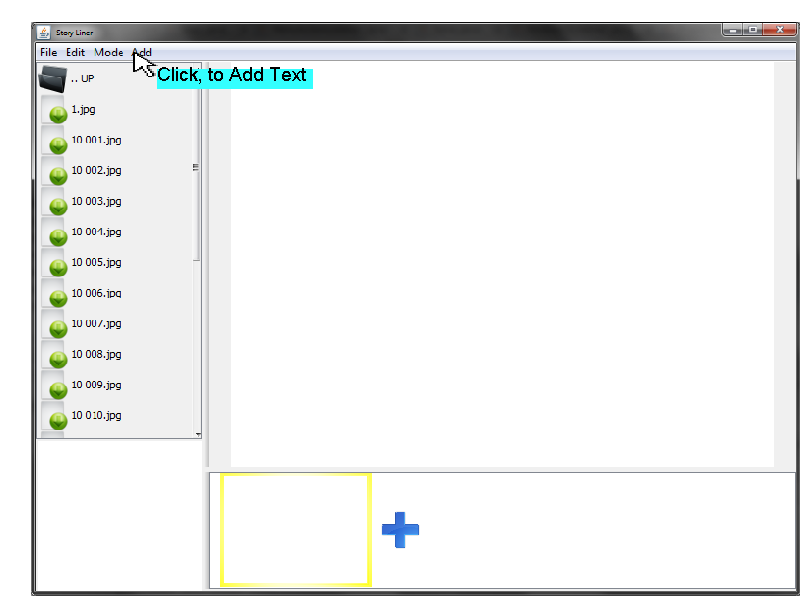 Story Liner
File Edit Mode Add
Click, to Add Text
.. UP
1.jpg
10 001.jpg
10 002.jpg
10 003.jpg
10 004.jpg
10 005.jpg
10 006.jpg
10 007.jpg
10 008.jpg
10 009.jpg
10 010.jpg